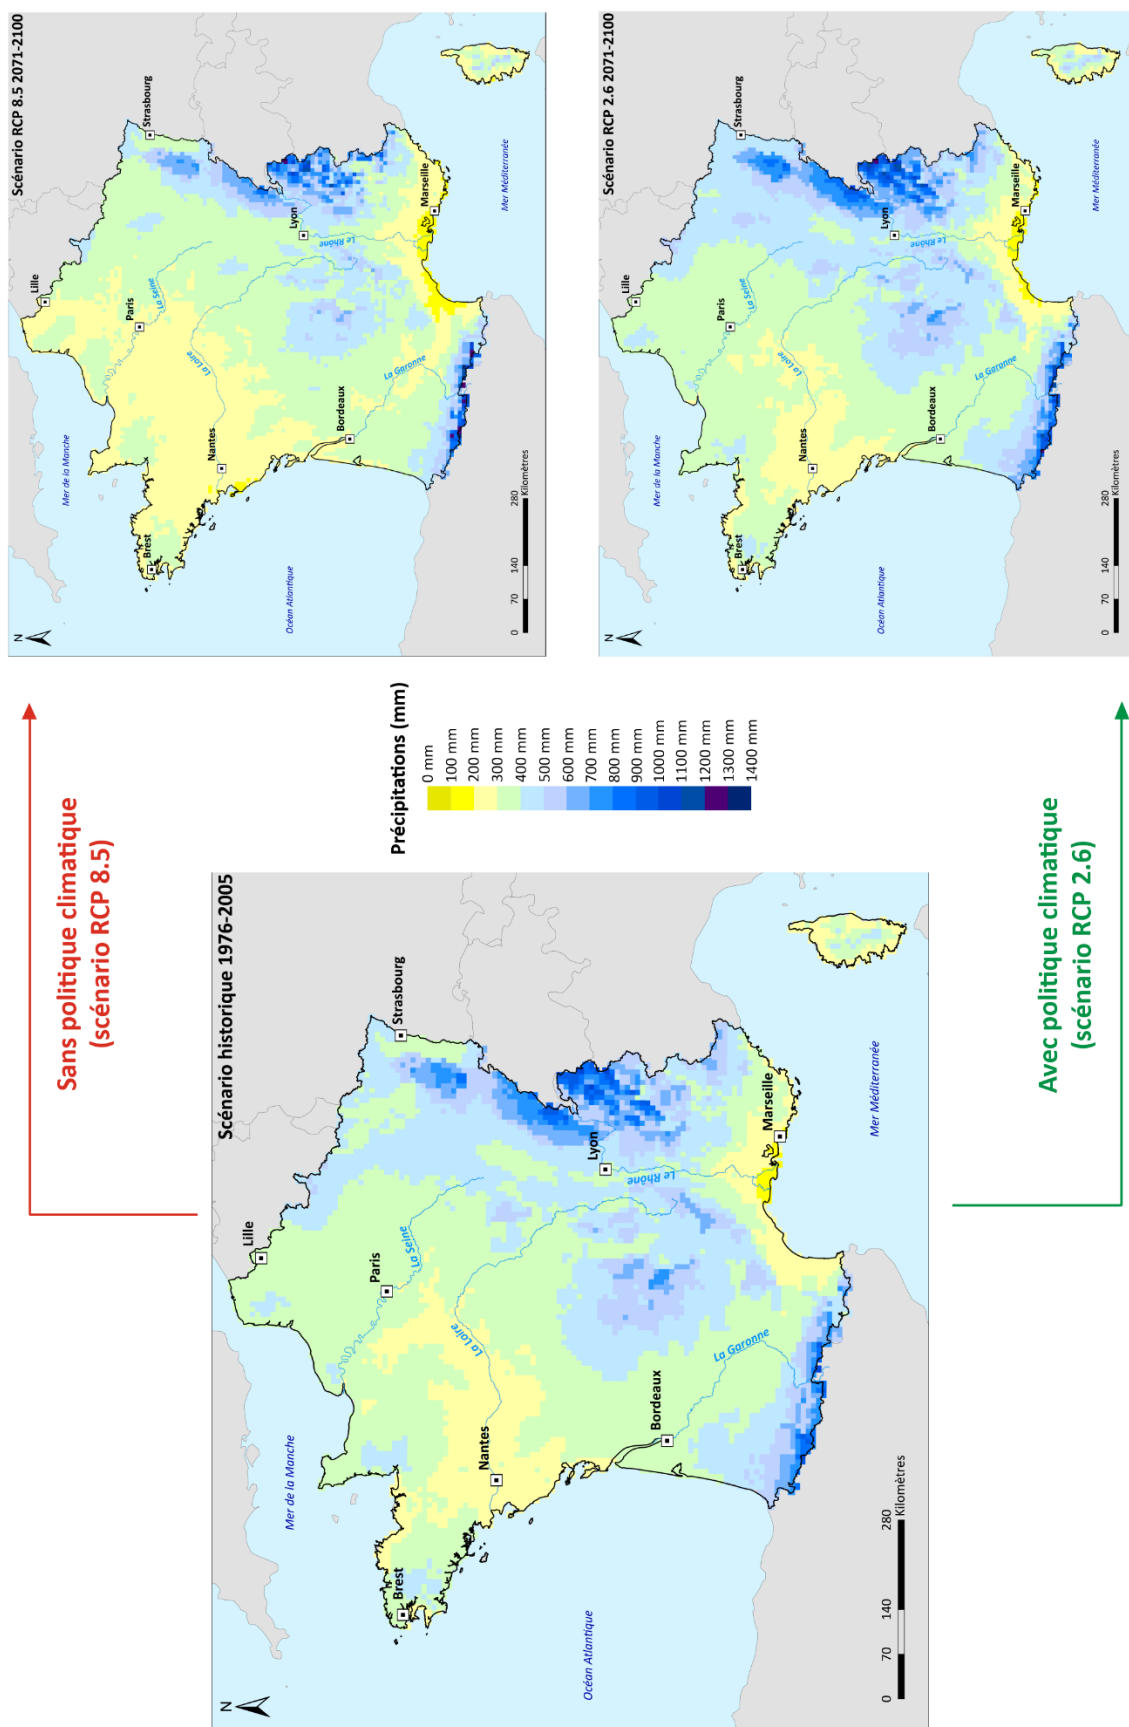 Sans politique climatique
(scénario RCP 8.5)
Scénario historique 1976-2005
N
Mer de la Manche
Océan Atlantique
Mer Méditerranée
Lille
Paris
Strasbourg
Brest
Nantes
Lyon
Bordeaux
Marseille
La Seine
La Loire
Le Rhône
La Garonne
0 70 140 280
Kilomètres
Précipitations (mm)
0 mm
100 mm
200 mm
300 mm
400 mm
500 mm
600 mm
700 mm
800 mm
900 mm
1000 mm
1100 mm
1200 mm
1300 mm
1400 mm
Scénario RCP 8.5 2071-2100
N
Mer de la Manche
Océan Atlantique
Mer Méditerranée
Lille
Paris
Strasbourg
Brest
Nantes
Lyon
Bordeaux
Marseille
La Seine
La Loire
Le Rhône
La Garonne
0 70 140 280
Kilomètres
Avec politique climatique
(scénario RCP 2.6)
Scénario RCP 2.6 2071-2100
N
Mer de la Manche
Océan Atlantique
Mer Méditerranée
Lille
Paris
Strasbourg
Brest
Nantes
Lyon
Bordeaux
Marseille
La Seine
La Loire
Le Rhône
La Garonne
0 70 140 280
Kilomètres